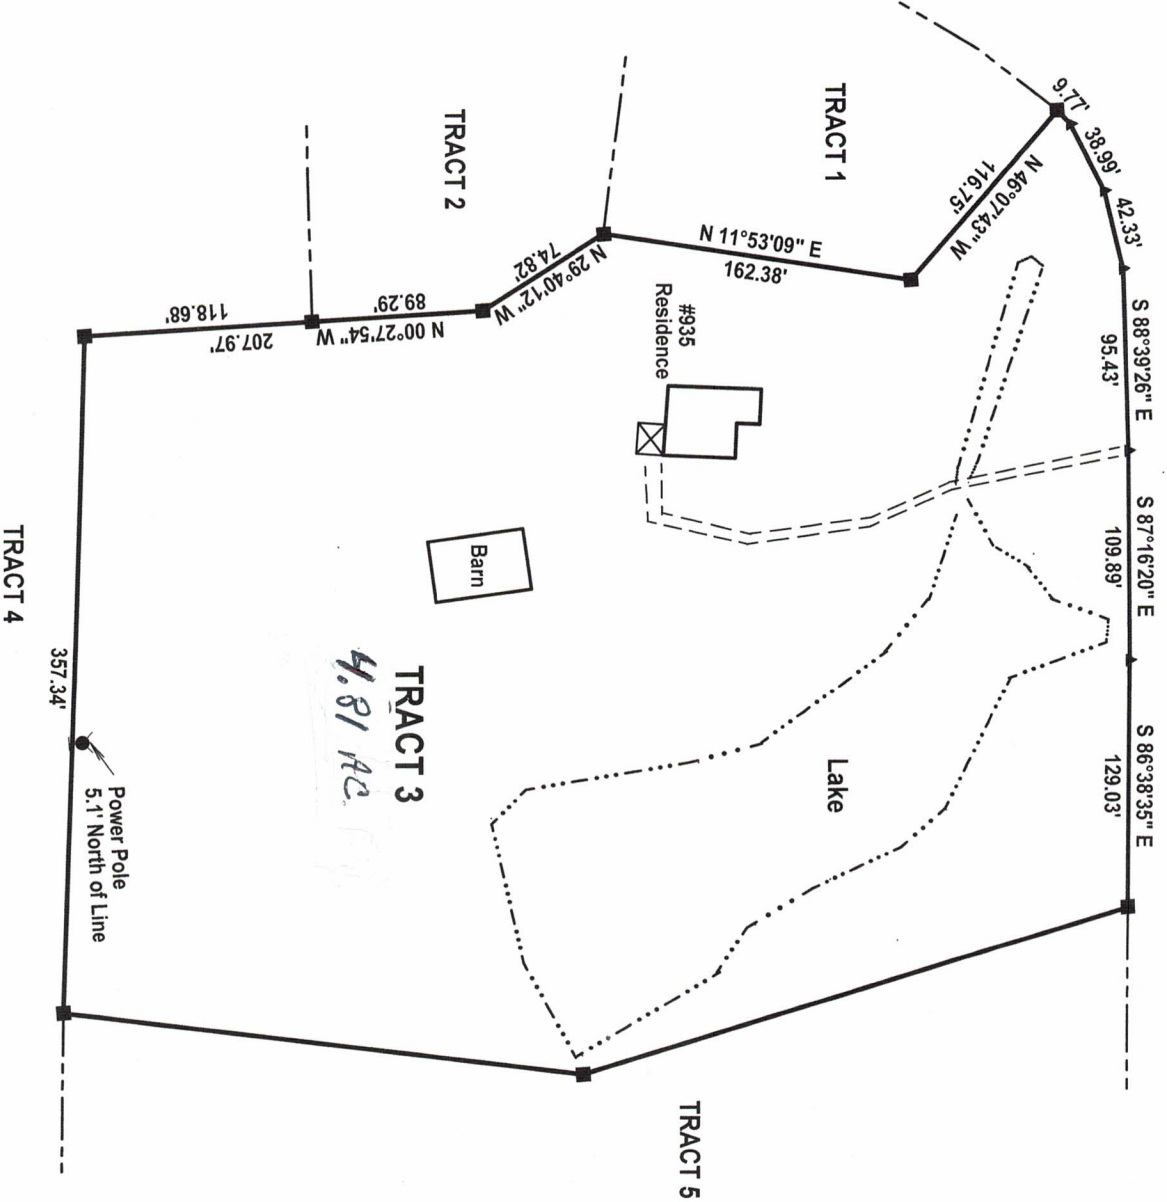 9.77'
38.99'
42.33'
S 88°39'26" E
95.43'
S 87°16'20" E
109.89'
S 86°38'35" E
129.03'
TRACT 1
N 46°07'43" W
116.75'
N 11°53'09" E
162.38'
TRACT 2
N 29°40'12" W
74.82'
N 00°27'54" W
89.29'
207.97'
118.68'
#935
Residence
Barn
Lake
TRACT 3
4.81 AC.
TRACT 4
357.34'
Power Pole
5.1' North of Line
TRACT 5